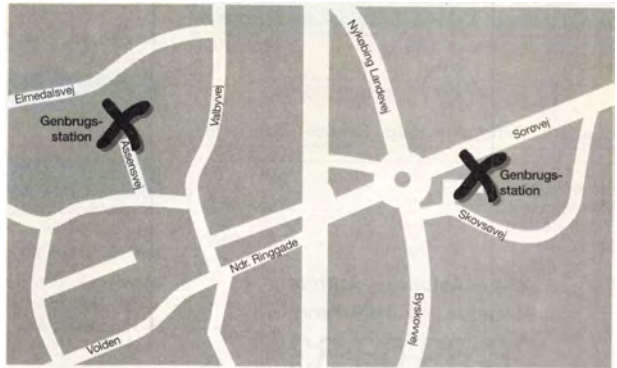 Elmedalsvej
Genbrugs-
station
Assensvej
Valbyvej
Ndr. Ringgade
Volden
Nykøbing Landevej
Sorøvej
Genbrugs-
station
Skovsøvej
Byskovvej